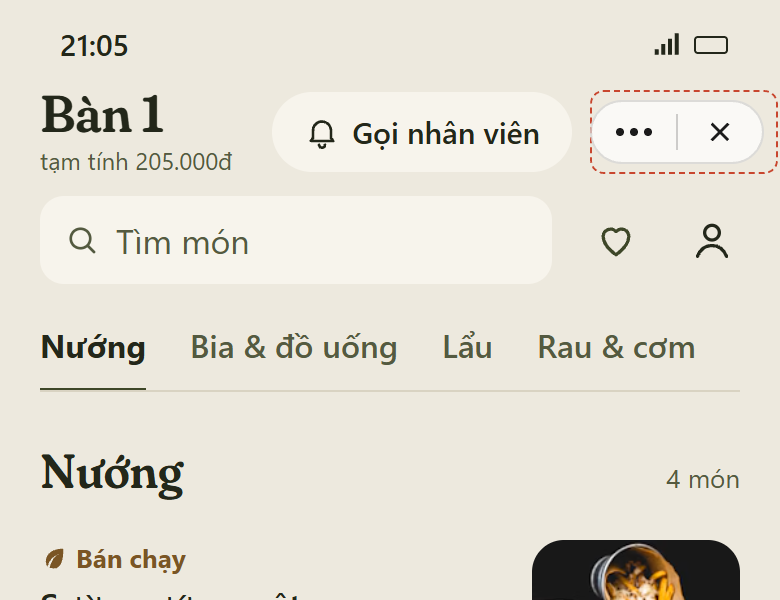 21:05
Bàn 1
Gọi nhân viên
tạm tính 205.000đ
Tìm món
Nướng
Bia & đồ uống
Lẩu
Rau & cơm
Nướng
4 món
Bán chạy